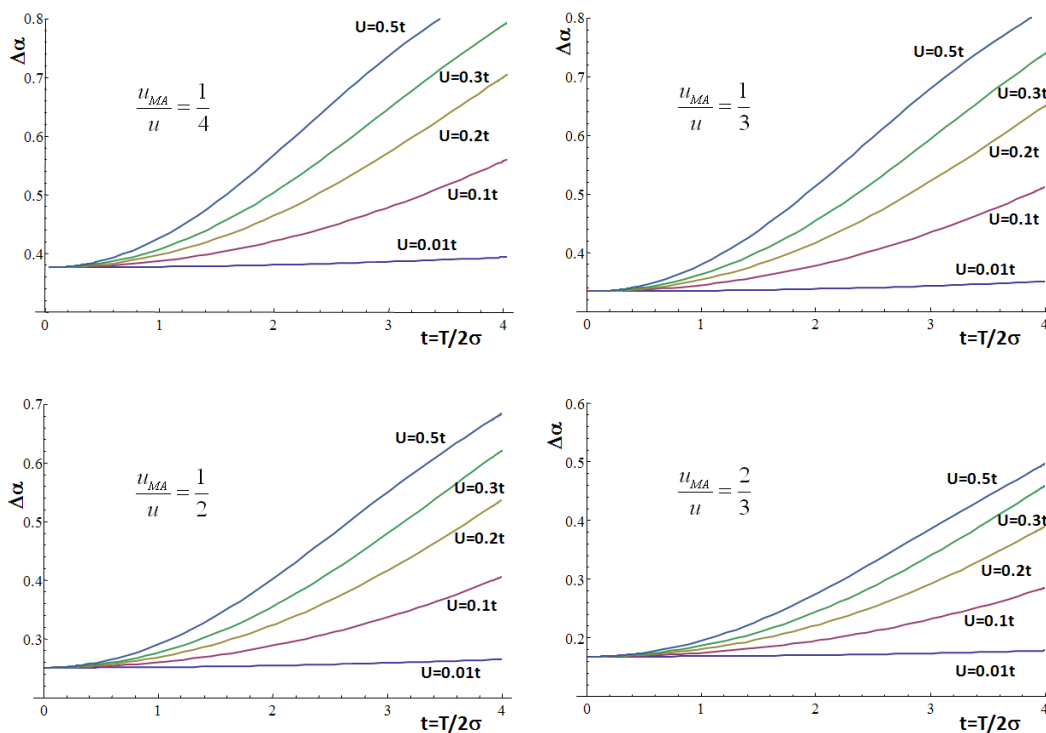 0.8
0.7
0.6
0.5
0.4
Δα
u_MA/u = 1/4
U=0.5t
U=0.3t
U=0.2t
U=0.1t
U=0.01t
0 1 2 3 4
t=T/2σ
0.8
0.7
0.6
0.5
0.4
Δα
u_MA/u = 1/3
U=0.5t
U=0.3t
U=0.2t
U=0.1t
U=0.01t
0 1 2 3 4
t=T/2σ
0.7
0.6
0.5
0.4
0.3
Δα
u_MA/u = 1/2
U=0.5t
U=0.3t
U=0.2t
U=0.1t
U=0.01t
0 1 2 3 4
t=T/2σ
0.6
0.5
0.4
0.3
0.2
Δα
u_MA/u = 2/3
U=0.5t
U=0.3t
U=0.2t
U=0.1t
U=0.01t
0 1 2 3 4
t=T/2σ